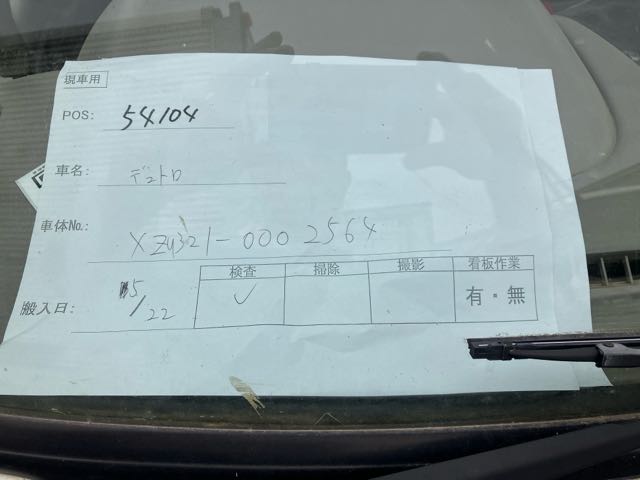 現車用
POS: 54104
車名: デュトロ
車体No.: XZU321-0002564
搬入日: 5/22
検査 掃除 撮影 看板作業
✓ 有・無